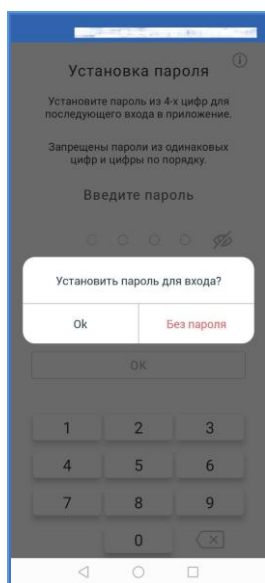 Установка пароля
Установите пароль из 4-х цифр для
последующего входа в приложение.
Запрещены пароли из одинаковых
цифр и цифры по порядку.
Введите пароль
Установить пароль для входа?
Ok
Без пароля
OK
1 2 3
4 5 6
7 8 9
0